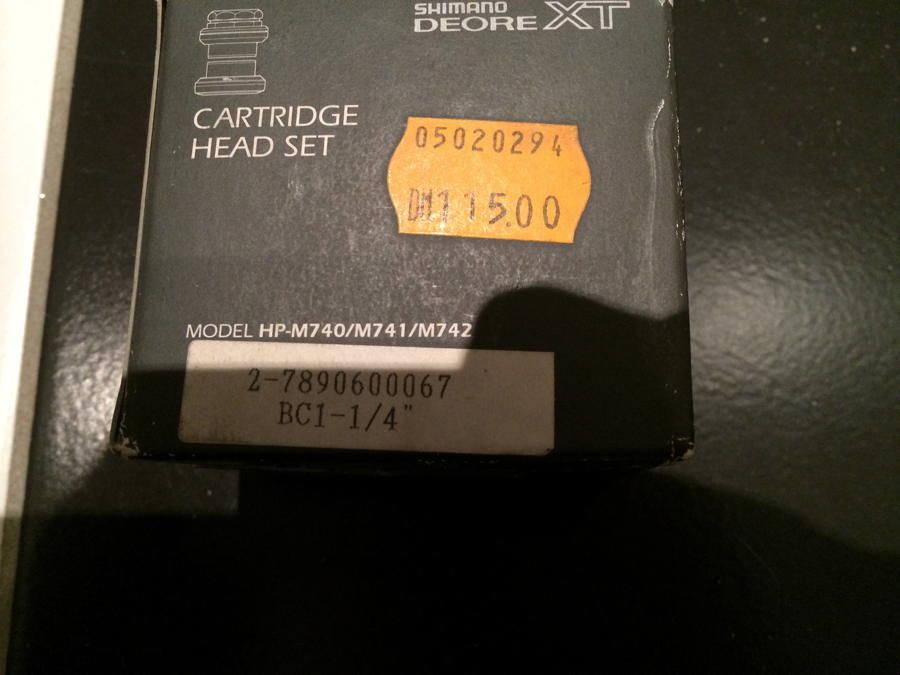 SHIMANO
DEORE XT
CARTRIDGE
HEAD SET
05020294
DM115.00
MODEL HP-M740/M741/M742
2-7890600067
BC1-1/4"